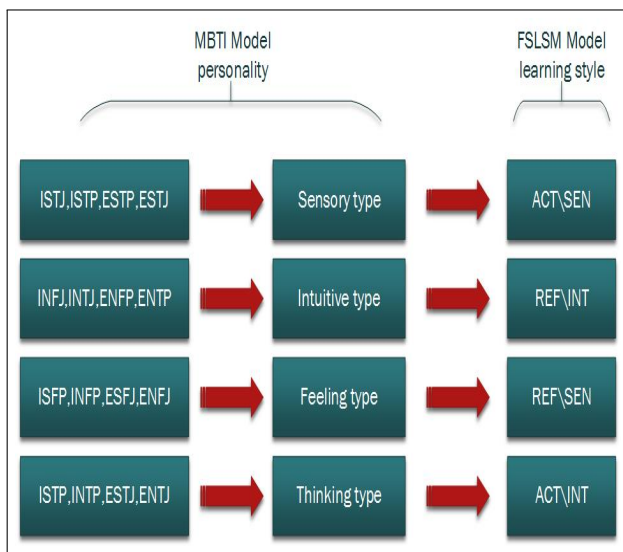 MBTI Model
personality
FSLSM Model
learning style
ISTJ,ISTP,ESTP,ESTJ
Sensory type
ACT\SEN
INFJ,INTJ,ENFP,ENTP
Intuitive type
REF\INT
ISFP,INFP,ESFJ,ENFJ
Feeling type
REF\SEN
ISTP,INTP,ESTJ,ENTJ
Thinking type
ACT\INT